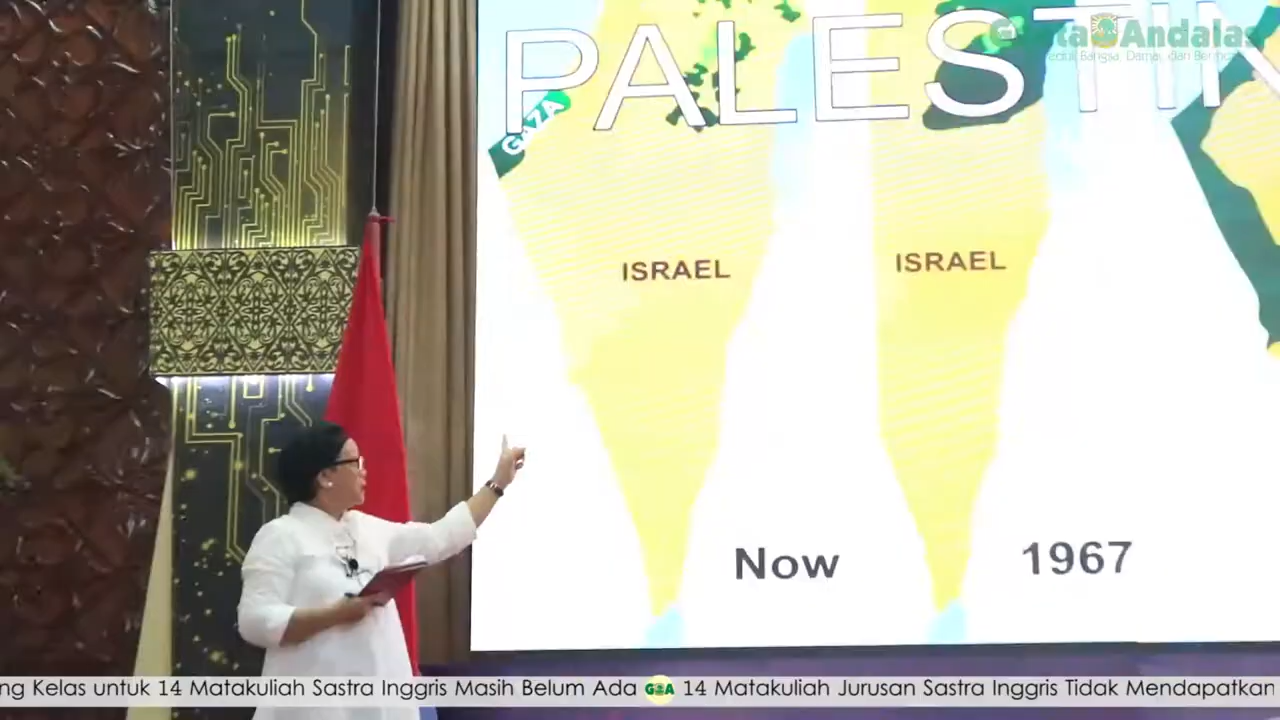 PALESTIN
GAZA
ISRAEL
ISRAEL
Now
1967
ng Kelas untuk 14 Matakuliah Sastra Inggris Masih Belum Ada GOA 14 Matakuliah Jurusan Sastra Inggris Tidak Mendapatkan